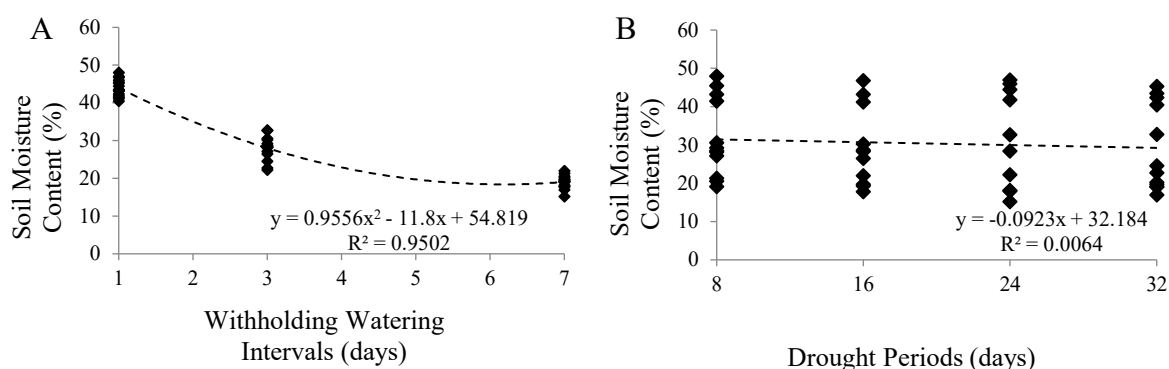 A
60
50
40
30
20
10
0
Soil Moisture
Content (%)
y = 0.9556x² - 11.8x + 54.819
R² = 0.9502
1 2 3 4 5 6 7
Withholding Watering
Intervals (days)
B
60
50
40
30
20
10
0
Soil Moisture
Content (%)
y = -0.0923x + 32.184
R² = 0.0064
8 16 24 32
Drought Periods (days)